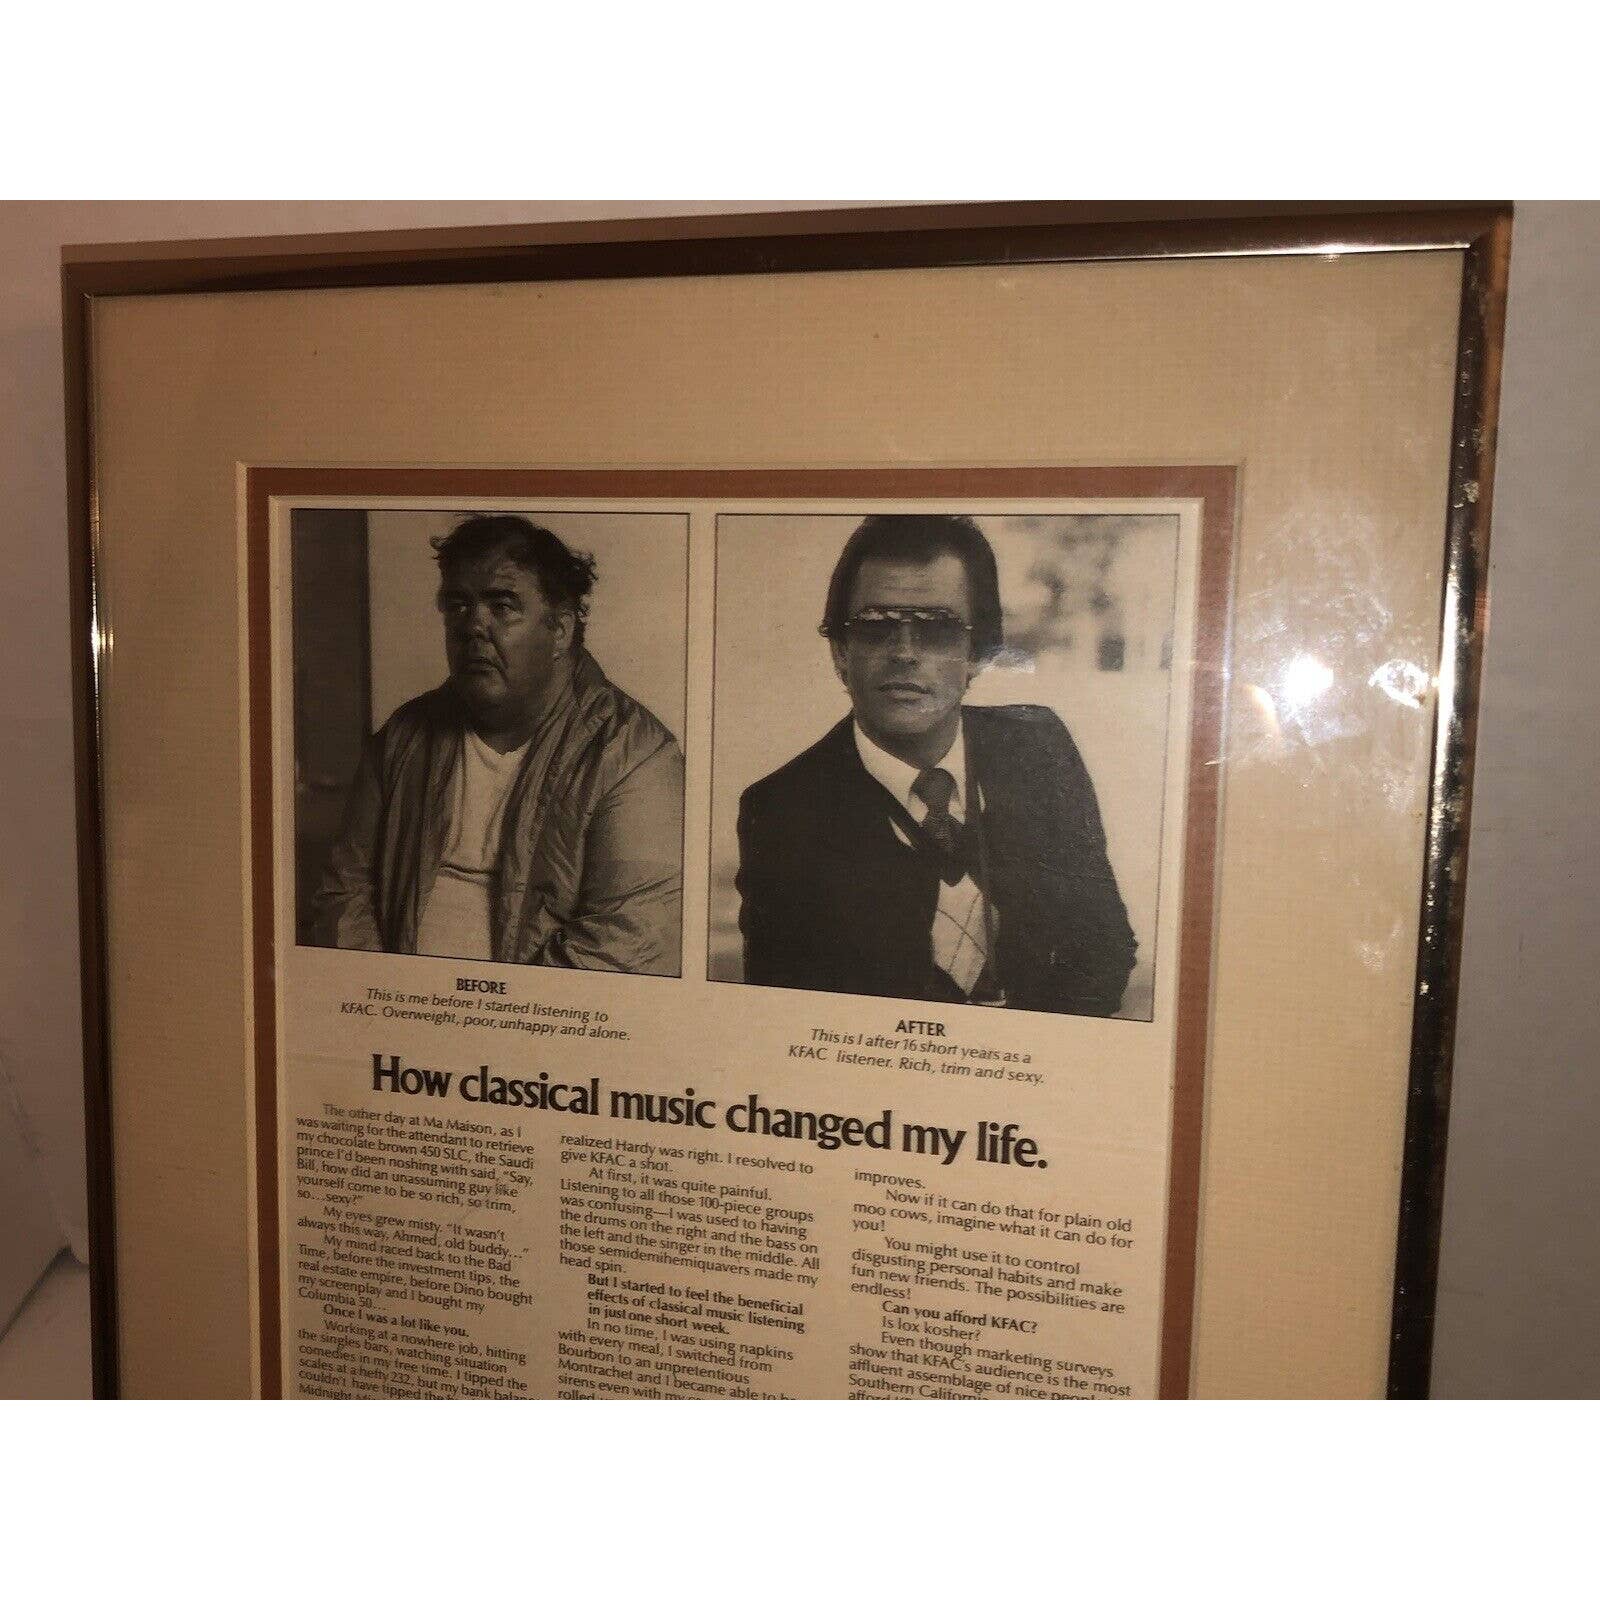 BEFORE
This is me before I started listening to
KFAC. Overweight, poor, unhappy and alone.
AFTER
This is I after 16 short years as a
KFAC listener. Rich, trim and sexy.
How classical music changed my life.
The other day at Ma Maison, as I
was waiting for the attendant to retrieve
my chocolate brown 450 SLC, the Saudi
prince I'd been noshing with said, "Say,
Bill, how did an unassuming guy like
yourself come to be so rich, so trim,
so...sexy?"
My eyes grew misty. "It wasn't
always this way, Ahmed, old buddy..."
My mind raced back to the Bad
Time, before the investment tips, the
real estate empire, before Dino bought
my screenplay and I bought my
Columbia 50...
Once I was a lot like you.
Working at a nowhere job, hitting
the singles bars, watching situation
comedies in my free time. I tipped the
scales at a hefty 232, but my bank balan
couldn't have tipped the
Midnight
realized Hardy was right. I resolved to
give KFAC a shot.
At first, it was quite painful.
Listening to all those 100-piece groups
was confusing—I was used to having
the drums on the right and the bass on
the left and the singer in the middle. All
those semidemihemiquavers made my
head spin.
But I started to feel the beneficial
effects of classical music listening
in just one short week.
In no time, I was using napkins
with every meal, I switched from
Bourbon to an unpretentious
Montrachet and I became able to
sirens even with my
rolled
improves.
Now if it can do that for plain old
moo cows, imagine what it can do for
you!
You might use it to control
disgusting personal habits and make
fun new friends. The possibilities are
endless!
Can you afford KFAC?
Is lox kosher?
Even though marketing surveys
show that KFAC's audience is the most
affluent assemblage of nice people
Southern California
afford